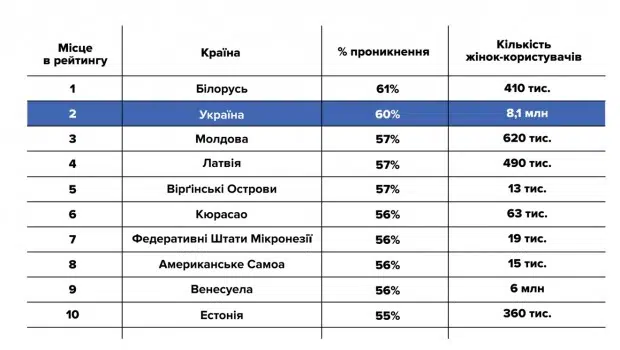 Місце в рейтингу | Країна | % проникнення | Кількість жінок-користувачів
1 | Білорусь | 61% | 410 тис.
2 | Україна | 60% | 8,1 млн
3 | Молдова | 57% | 620 тис.
4 | Латвія | 57% | 490 тис.
5 | Вірґінські Острови | 57% | 13 тис.
6 | Кюрасао | 56% | 63 тис.
7 | Федеративні Штати Мікронезії | 56% | 19 тис.
8 | Американське Самоа | 56% | 15 тис.
9 | Венесуела | 56% | 6 млн
10 | Естонія | 55% | 360 тис.